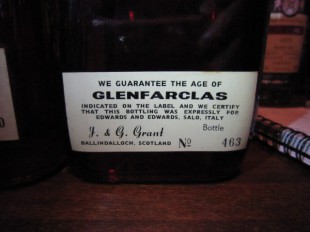 WE GUARANTEE THE AGE OF
GLENFARCLAS
INDICATED ON THE LABEL AND WE CERTIFY
THAT THIS BOTTLING WAS EXPRESSLY FOR
EDWARDS AND EDWARDS, SALO, ITALY
J. & G. Grant
Bottle
BALLINDALLOCH, SCOTLAND Nº 463